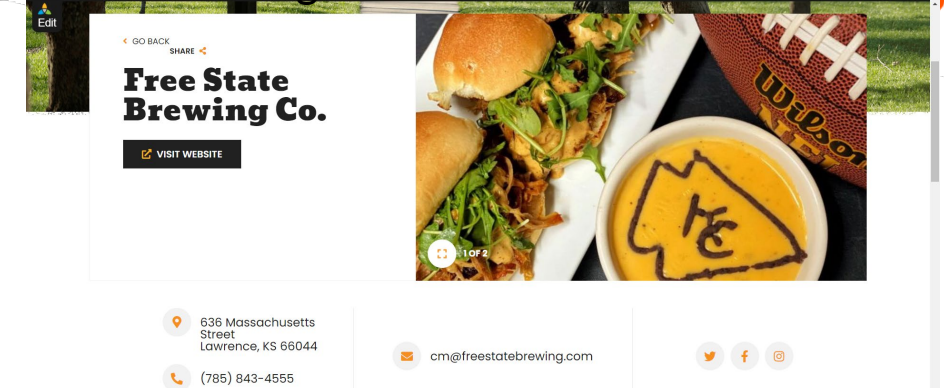 Edit
GO BACK
SHARE
Free State
Brewing Co.
VISIT WEBSITE
Wilson
NFL
KC
1 OF 2
636 Massachusetts
Street
Lawrence, KS 66044
cm@freestatebrewing.com
(785) 843-4555